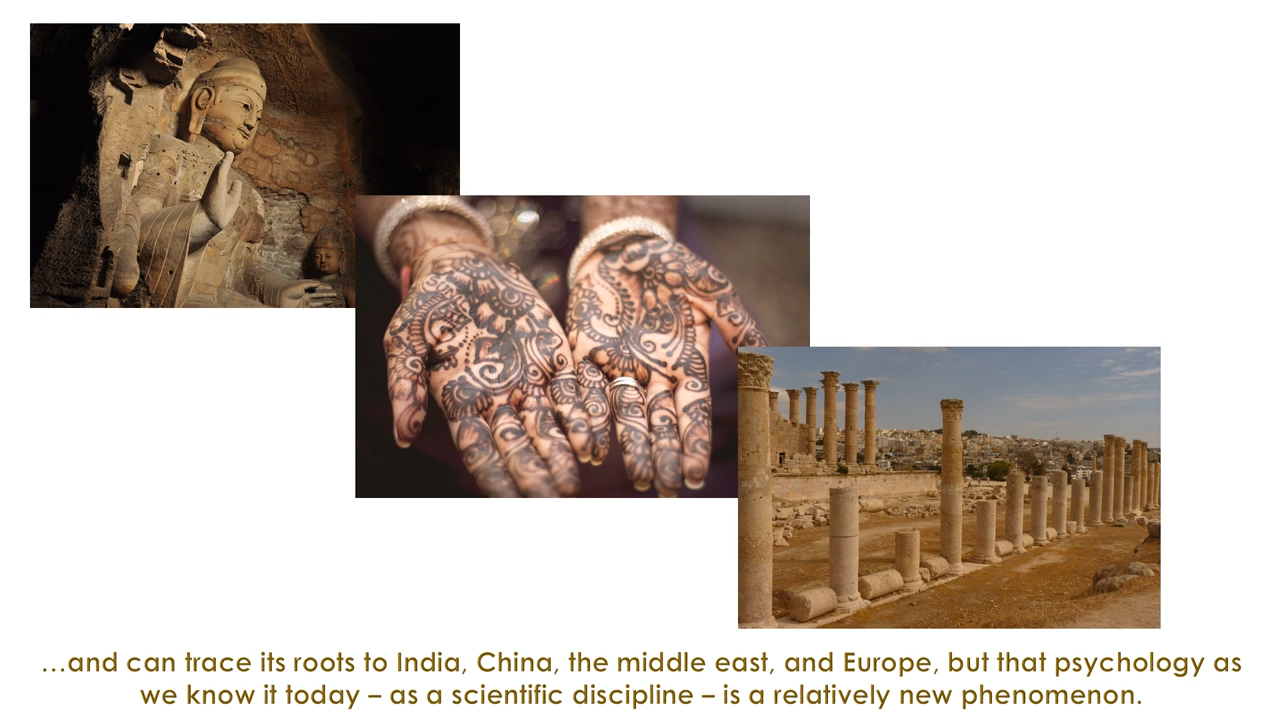 …and can trace its roots to India, China, the middle east, and Europe, but that psychology as
we know it today – as a scientific discipline – is a relatively new phenomenon.